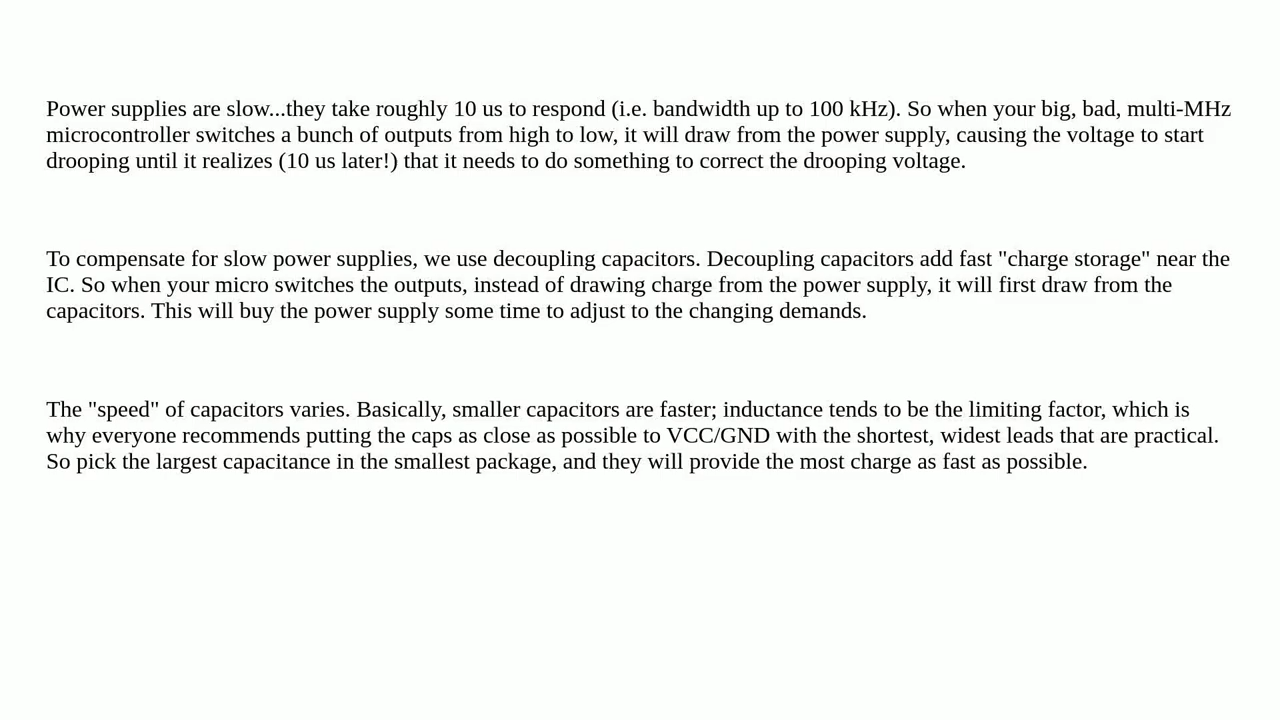 Power supplies are slow...they take roughly 10 us to respond (i.e. bandwidth up to 100 kHz). So when your big, bad, multi-MHz
microcontroller switches a bunch of outputs from high to low, it will draw from the power supply, causing the voltage to start
drooping until it realizes (10 us later!) that it needs to do something to correct the drooping voltage.
To compensate for slow power supplies, we use decoupling capacitors. Decoupling capacitors add fast "charge storage" near the
IC. So when your micro switches the outputs, instead of drawing charge from the power supply, it will first draw from the
capacitors. This will buy the power supply some time to adjust to the changing demands.
The "speed" of capacitors varies. Basically, smaller capacitors are faster; inductance tends to be the limiting factor, which is
why everyone recommends putting the caps as close as possible to VCC/GND with the shortest, widest leads that are practical.
So pick the largest capacitance in the smallest package, and they will provide the most charge as fast as possible.